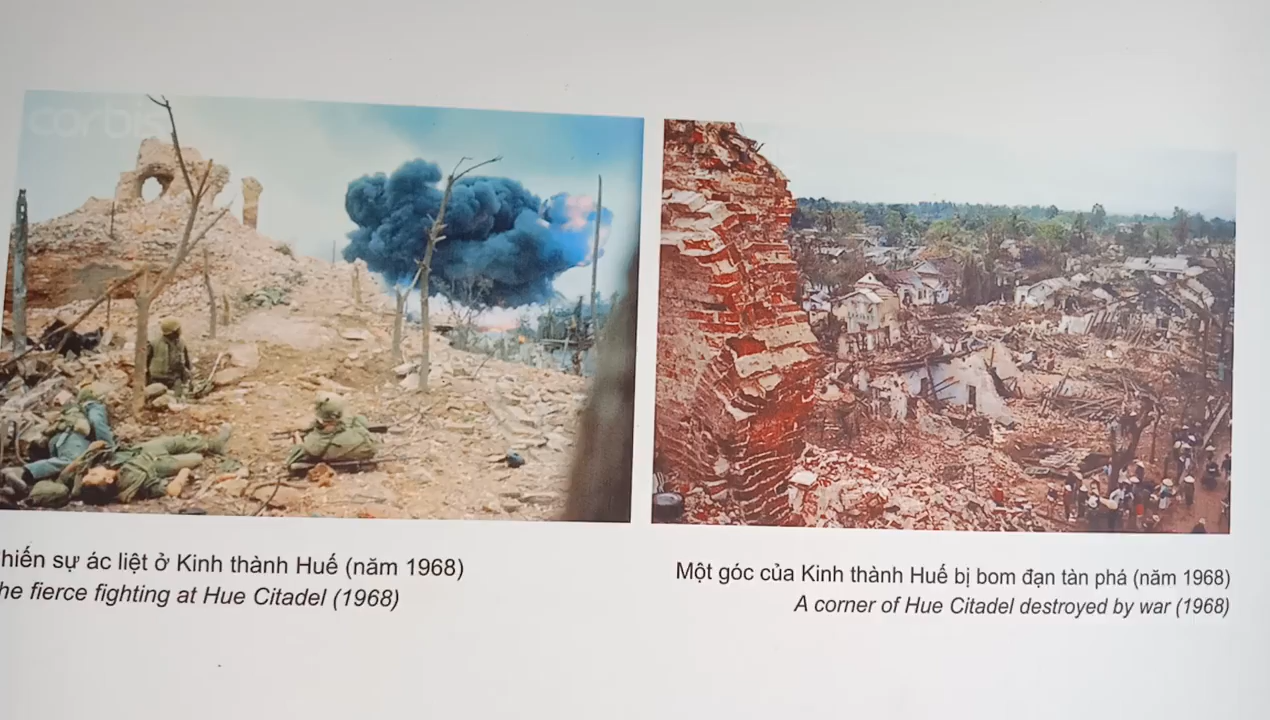 corbis
hiến sự ác liệt ở Kinh thành Huế (năm 1968)
he fierce fighting at Hue Citadel (1968)
Một góc của Kinh thành Huế bị bom đạn tàn phá (năm 1968)
A corner of Hue Citadel destroyed by war (1968)